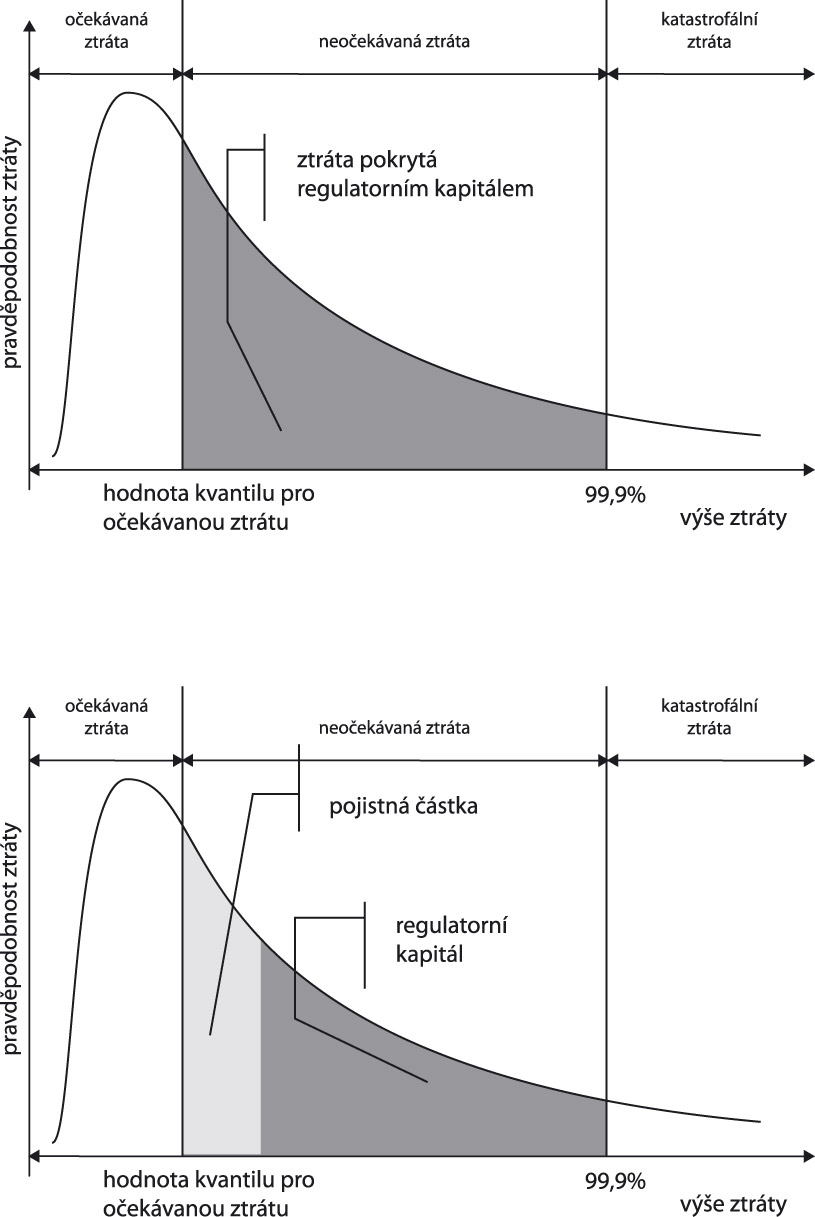 očekávaná
ztráta
neočekávaná ztráta
katastrofální
ztráta
pravděpodobnost ztráty
ztráta pokrytá
regulatorním kapitálem
hodnota kvantilu pro
očekávanou ztrátu
99,9%
výše ztráty
očekávaná
ztráta
neočekávaná ztráta
katastrofální
ztráta
pravděpodobnost ztráty
pojistná částka
regulatorní
kapitál
hodnota kvantilu pro
očekávanou ztrátu
99,9%
výše ztráty